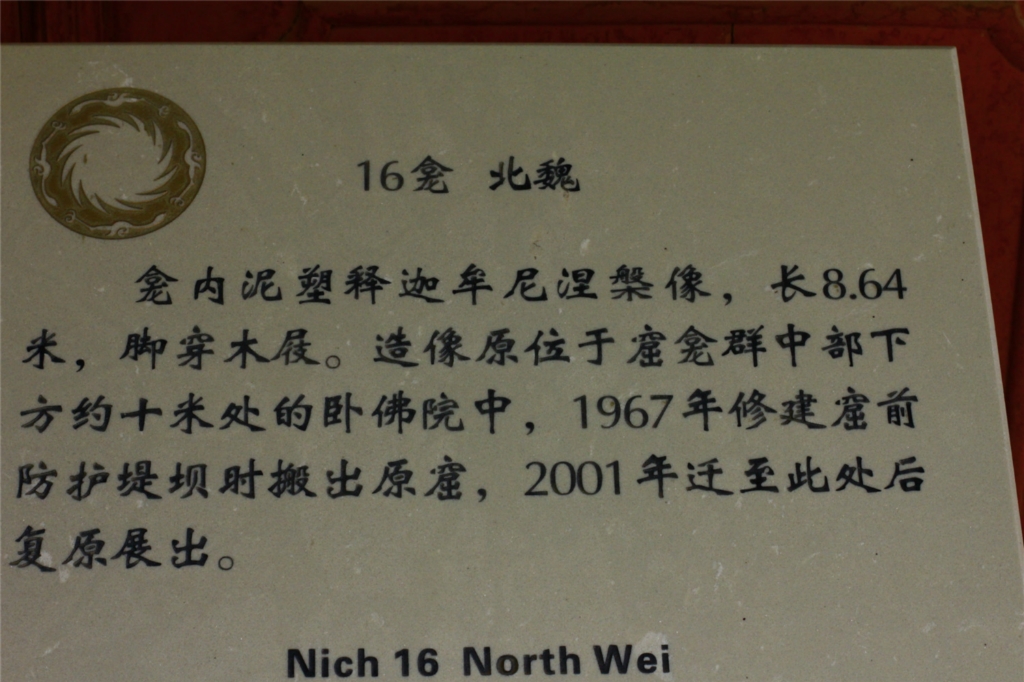 16龛 北魏
龛内泥塑释迦牟尼涅槃像，长8.64
米，脚穿木屐。造像原位于窟龛群中部下
方约十米处的卧佛院中，1967年修建窟前
防护堤坝时搬出原窟，2001年迁至此处后
复原展出。
Nich 16 North Wei